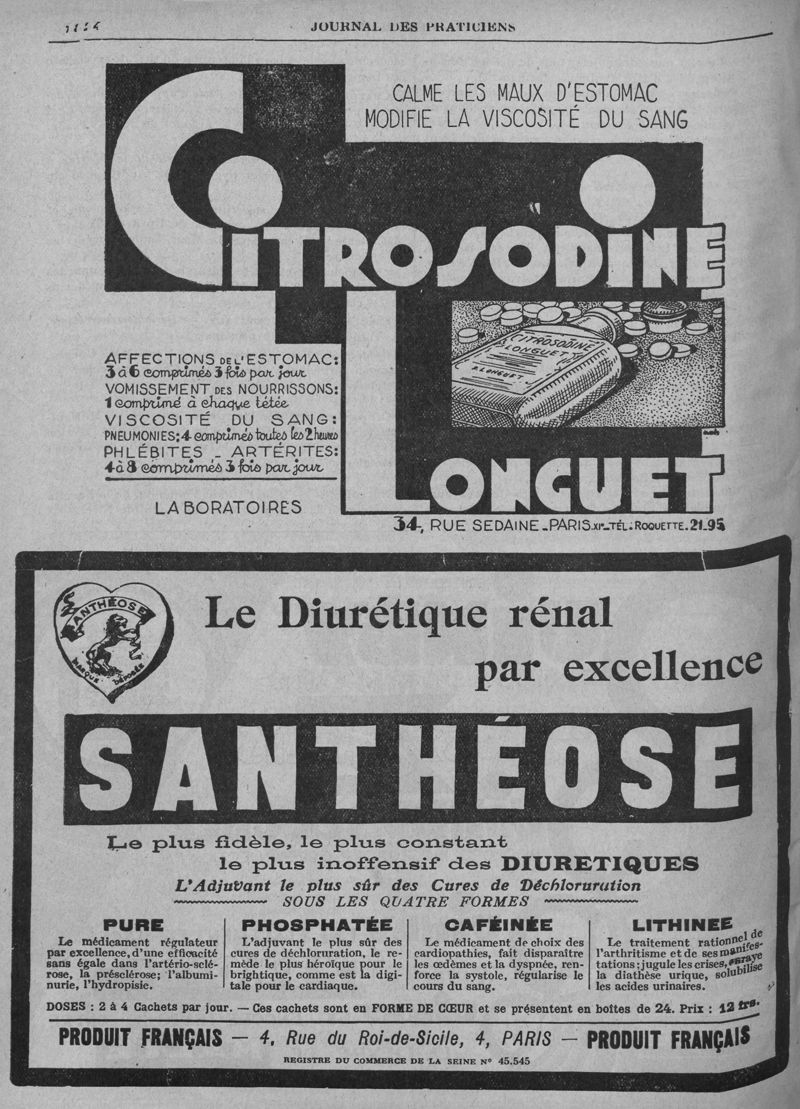 JOURNAL DES PRATICIENS
CALME LES MAUX D'ESTOMAC
MODIFIE LA VISCOSITÉ DU SANG
CITROSODINE
LONGUET
CITROSODINE
LONGUET
P. LONGUET
AFFECTIONS DE L'ESTOMAC:
3 à 6 comprimés 3 fois par jour
VOMISSEMENT DES NOURRISSONS:
1 comprimé à chaque tétée
VISCOSITÉ DU SANG:
PNEUMONIES: 4 comprimés toutes les 2 heures
PHLÉBITES _ ARTÉRITES:
4 à 8 comprimés 3 fois par jour
LABORATOIRES
34, RUE SEDAINE_PARIS.XIe_TÉL: ROQUETTE.21_95
SANTHÉOSE
MARQUE DÉPOSÉE
Le Diurétique rénal
par excellence
SANTHÉOSE
Le plus fidèle, le plus constant
le plus inoffensif des DIURETIQUES
L'Adjuvant le plus sûr des Cures de Déchloruration
SOUS LES QUATRE FORMES
PURE
Le médicament régulateur
par excellence, d'une efficacité
sans égale dans l'artério-sclé-
rose, la présclérose; l'albumi-
nurie, l'hydropisie.
PHOSPHATÉE
L'adjuvant le plus sûr des
cures de déchloruration, le re-
mède le plus héroïque pour le
brightique, comme est la digi-
tale pour le cardiaque.
CAFÉINÉE
Le médicament de choix des
cardiopathies, fait disparaître
les œdèmes et la dyspnée, ren-
force la systole, régularise le
cours du sang.
LITHINEE
Le traitement rationnel de
l'arthritisme et de ses manifes-
tations; jugule les crises, enraye
la diathèse urique, solubilise
les acides urinaires.
DOSES : 2 à 4 Cachets par jour. — Ces cachets sont en FORME DE CŒUR et se présentent en boîtes de 24. Prix : 12 frs.
PRODUIT FRANÇAIS — 4, Rue du Roi-de-Sicile, 4, PARIS — PRODUIT FRANÇAIS
REGISTRE DU COMMERCE DE LA SEINE N° 45.545